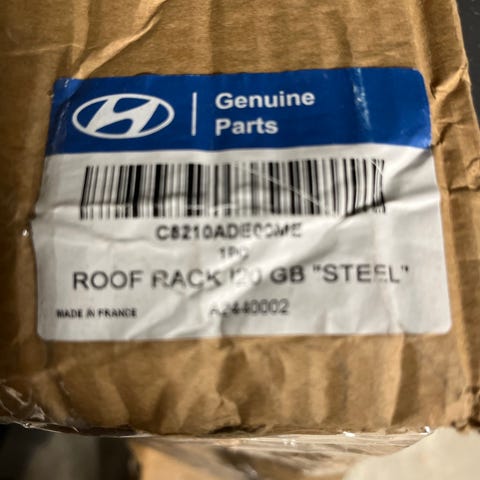 Genuine
Parts
C8210ADE00ME
1PC
ROOF RACK I20 GB "STEEL"
MADE IN FRANCE
A2440002